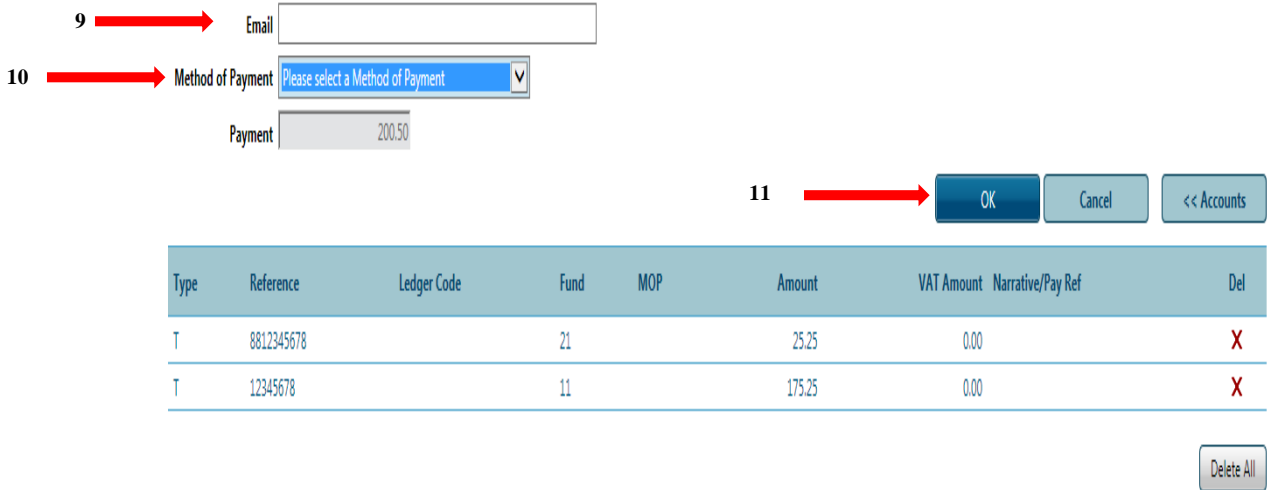 9 Email
10 Method of Payment Please select a Method of Payment
Payment 200.50
11 OK Cancel << Accounts
Type Reference Ledger Code Fund MOP Amount VAT Amount Narrative/Pay Ref Del
T 8812345678 21 25.25 0.00 X
T 12345678 11 175.25 0.00 X
Delete All